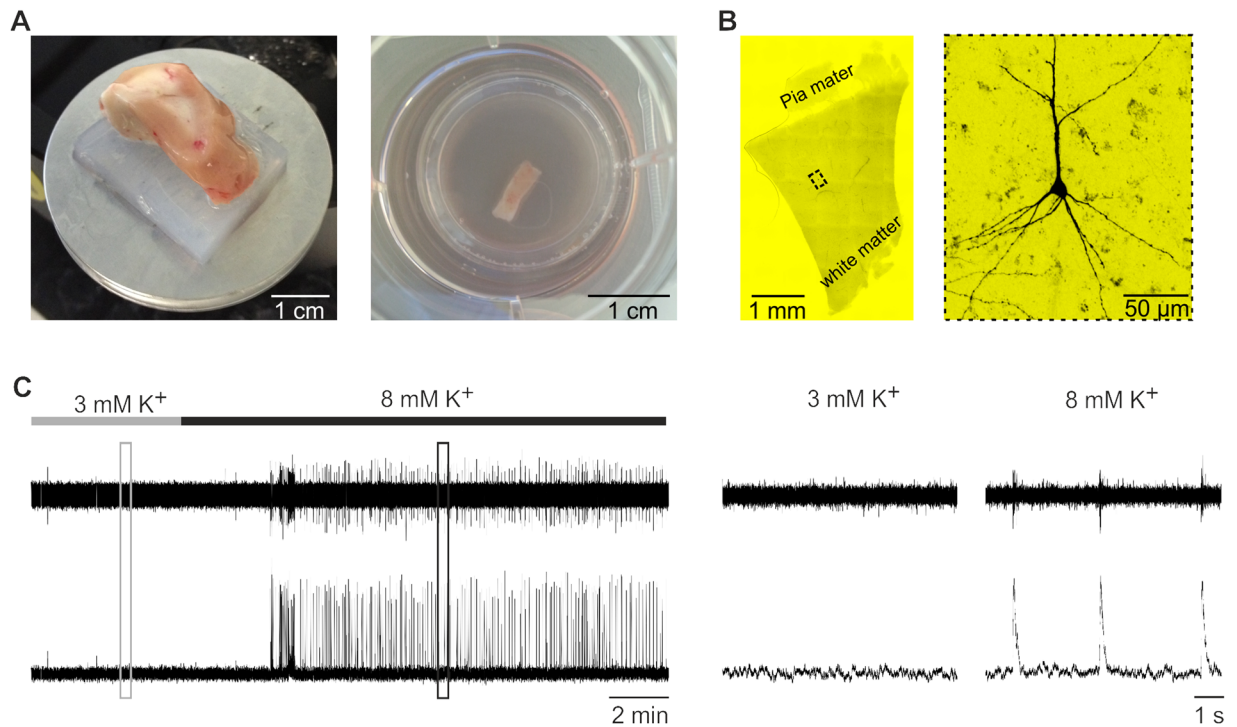 A
B
1 cm
1 cm
Pia mater
white matter
1 mm
50 µm
C
3 mM K+
8 mM K+
3 mM K+
8 mM K+
2 min
1 s